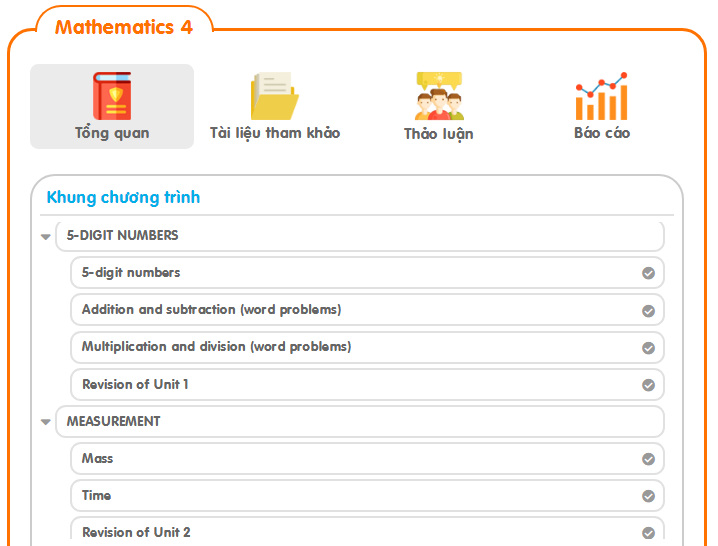 Mathematics 4
Tổng quan
Tài liệu tham khảo
Thảo luận
Báo cáo
Khung chương trình
5-DIGIT NUMBERS
5-digit numbers
Addition and subtraction (word problems)
Multiplication and division (word problems)
Revision of Unit 1
MEASUREMENT
Mass
Time
Revision of Unit 2